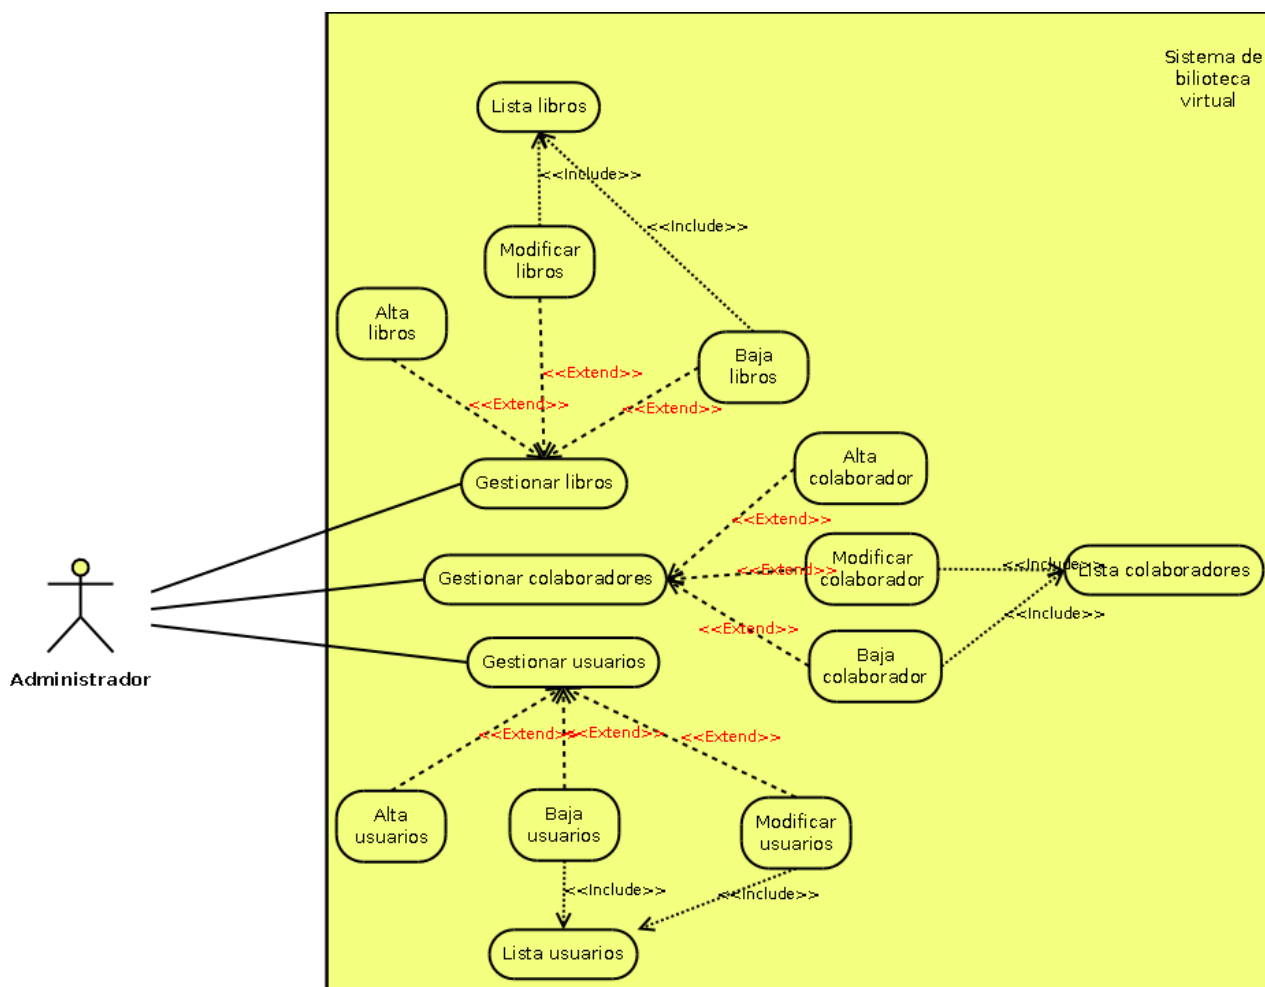 Sistema de
bilioteca
virtual
Lista libros
<<Include>>
<<Include>>
Modificar
libros
Alta
libros
Baja
libros
<<Extend>>
<<Extend>>
<<Extend>>
Gestionar libros
Alta
colaborador
<<Extend>>
Gestionar colaboradores
<<Extend>>
Modificar
colaborador
<<Include>>
Lista colaboradores
<<Extend>>
<<Include>>
Baja
colaborador
Gestionar usuarios
Administrador
<<Extend>>
<<Extend>>
<<Extend>>
Alta
usuarios
Baja
usuarios
Modificar
usuarios
<<Include>>
<<Include>>
Lista usuarios